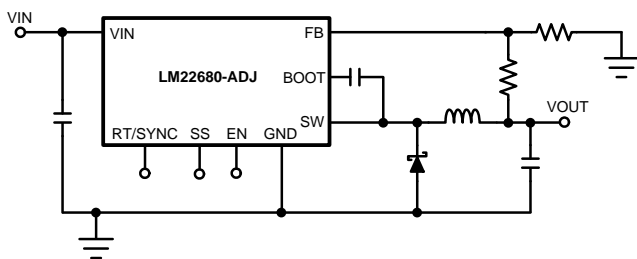 VIN
VIN
FB
LM22680-ADJ
BOOT
SW
VOUT
RT/SYNC
SS
EN
GND